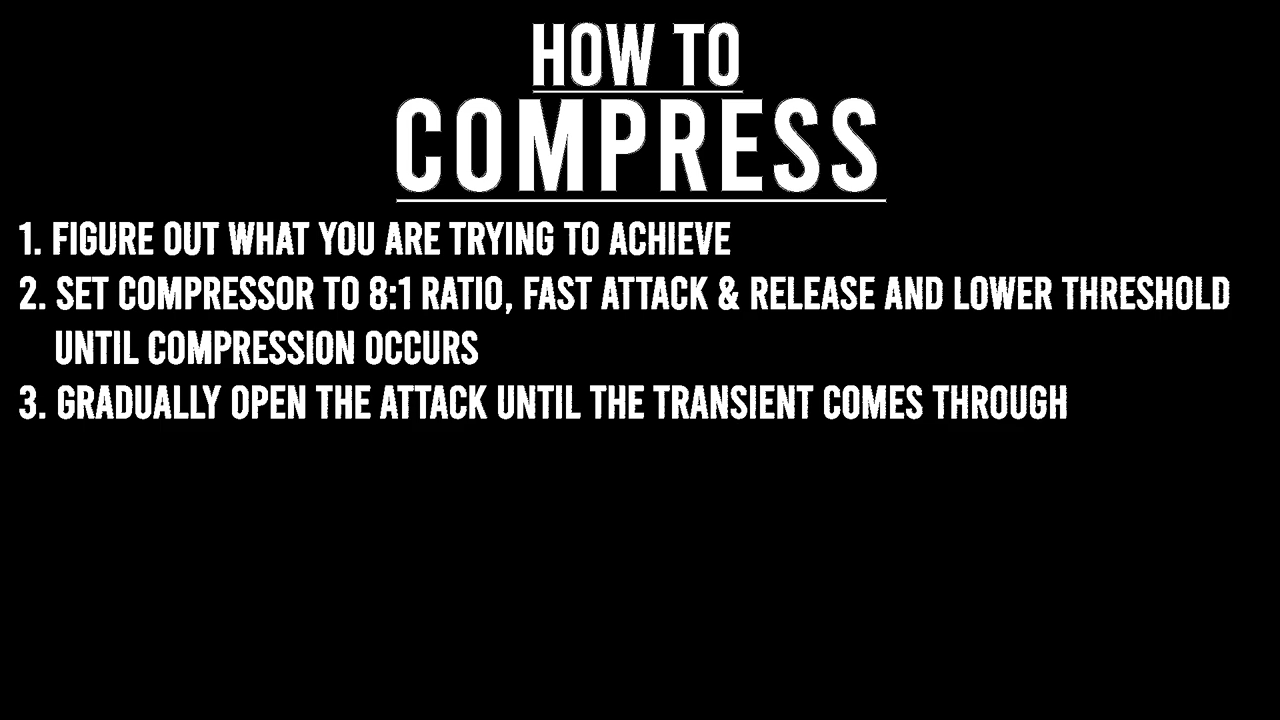 HOW TO
COMPRESS
1. FIGURE OUT WHAT YOU ARE TRYING TO ACHIEVE
2. SET COMPRESSOR TO 8:1 RATIO, FAST ATTACK & RELEASE AND LOWER THRESHOLD
UNTIL COMPRESSION OCCURS
3. GRADUALLY OPEN THE ATTACK UNTIL THE TRANSIENT COMES THROUGH